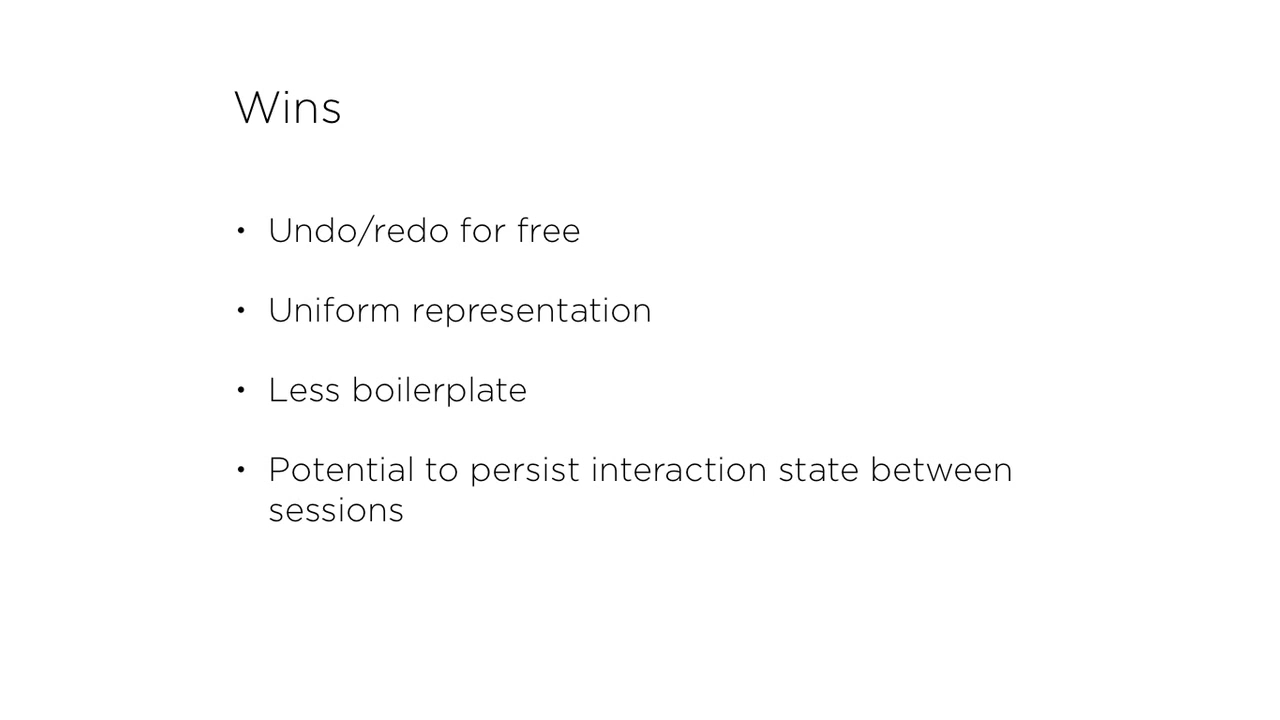 Wins
• Undo/redo for free
• Uniform representation
• Less boilerplate
• Potential to persist interaction state between
sessions